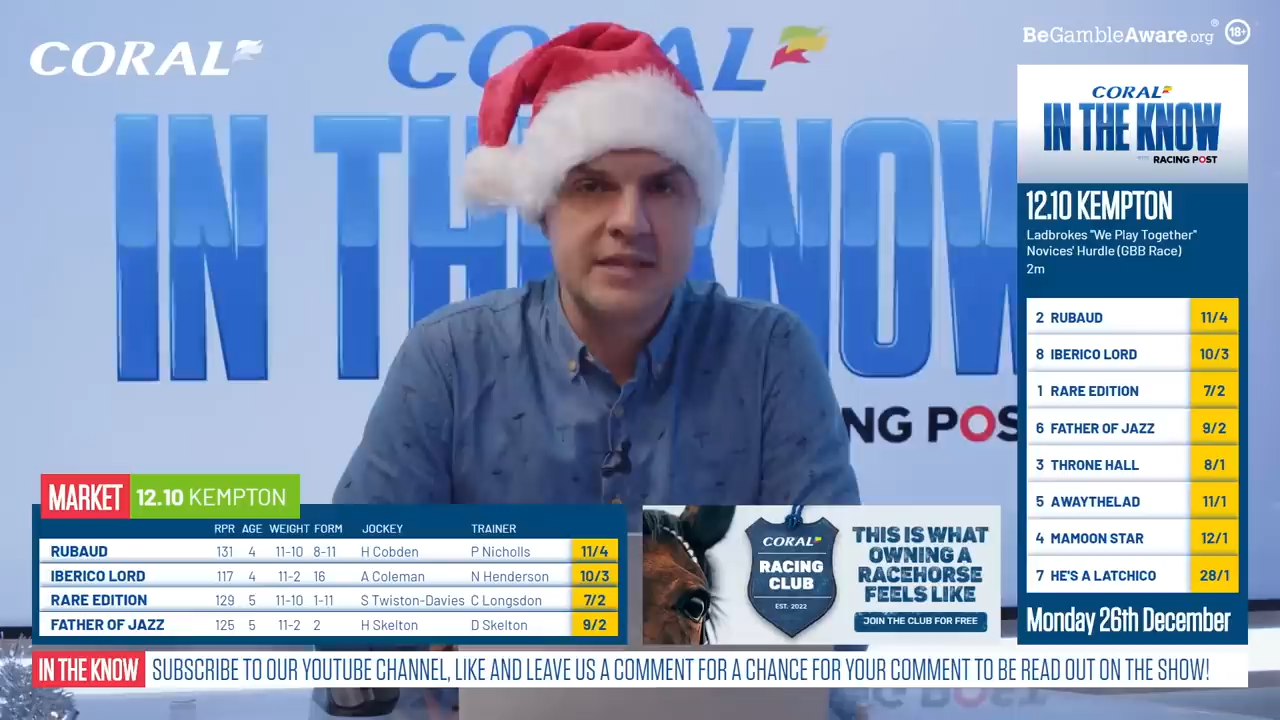 CORAL
BeGambleAware.org® 18+
CORAL
IN THE KNOW
RACING POST
CORAL
IN THE KNOW
WITH RACING POST
12.10 KEMPTON
Ladbrokes "We Play Together"
Novices' Hurdle (GBB Race)
2m
2 RUBAUD 11/4
8 IBERICO LORD 10/3
1 RARE EDITION 7/2
6 FATHER OF JAZZ 9/2
3 THRONE HALL 8/1
5 AWAYTHELAD 11/1
4 MAMOON STAR 12/1
7 HE'S A LATCHICO 28/1
Monday 26th December
MARKET 12.10 KEMPTON
RPR AGE WEIGHT FORM JOCKEY TRAINER
RUBAUD 131 4 11-10 8-11 H Cobden P Nicholls 11/4
IBERICO LORD 117 4 11-2 16 A Coleman N Henderson 10/3
RARE EDITION 129 5 11-10 1-11 S Twiston-Davies C Longsdon 7/2
FATHER OF JAZZ 125 5 11-2 2 H Skelton D Skelton 9/2
CORAL
RACING
CLUB
EST. 2022
THIS IS WHAT
OWNING A
RACEHORSE
FEELS LIKE
JOIN THE CLUB FOR FREE
IN THE KNOW SUBSCRIBE TO OUR YOUTUBE CHANNEL, LIKE AND LEAVE US A COMMENT FOR A CHANCE FOR YOUR COMMENT TO BE READ OUT ON THE SHOW!